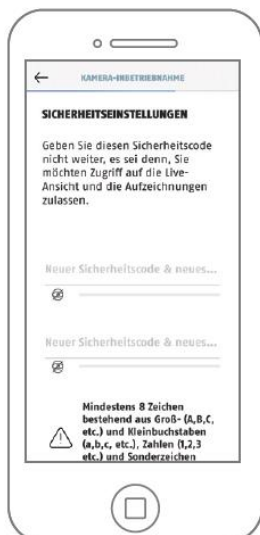 KAMERA-INBETRIEBNAHME
SICHERHEITSEINSTELLUNGEN
Geben Sie diesen Sicherheitscode
nicht weiter, es sei denn, Sie
möchten Zugriff auf die Live-
Ansicht und die Aufzeichnungen
zulassen.
Neuer Sicherheitscode & neues...
Neuer Sicherheitscode & neues...
Mindestens 8 Zeichen
bestehend aus Groß- (A,B,C,
etc.) und Kleinbuchstaben
(a,b,c, etc.), Zahlen (1,2,3
etc.) und Sonderzeichen